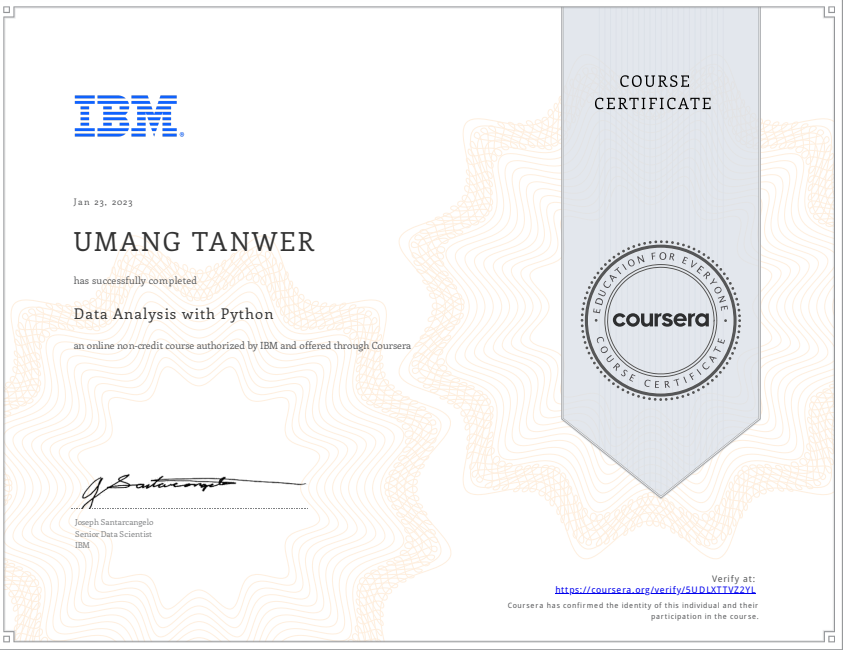 COURSE
CERTIFICATE
IBM®
Jan 23, 2023
UMANG TANWER
has successfully completed
Data Analysis with Python
an online non-credit course authorized by IBM and offered through Coursera
EDUCATION FOR EVERYONE
coursera
COURSE CERTIFICATE
J Santarcangelo
Joseph Santarcangelo
Senior Data Scientist
IBM
Verify at:
https://coursera.org/verify/5UDLXTTVZ2YL
Coursera has confirmed the identity of this individual and their
participation in the course.